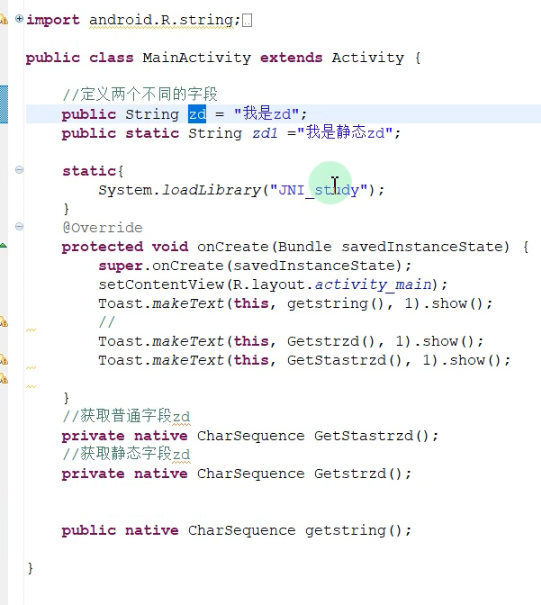 import android.R.string;
public class MainActivity extends Activity {
//定义两个不同的字段
public String zd = "我是zd";
public static String zd1 ="我是静态zd";
static{
System.loadLibrary("JNI_study");
}
@Override
protected void onCreate(Bundle savedInstanceState) {
super.onCreate(savedInstanceState);
setContentView(R.layout.activity_main);
Toast.makeText(this, getstring(), 1).show();
//
Toast.makeText(this, Getstrzd(), 1).show();
Toast.makeText(this, GetStastrzd(), 1).show();
}
//获取普通字段zd
private native CharSequence GetStastrzd();
//获取静态字段zd
private native CharSequence Getstrzd();
public native CharSequence getstring();
}